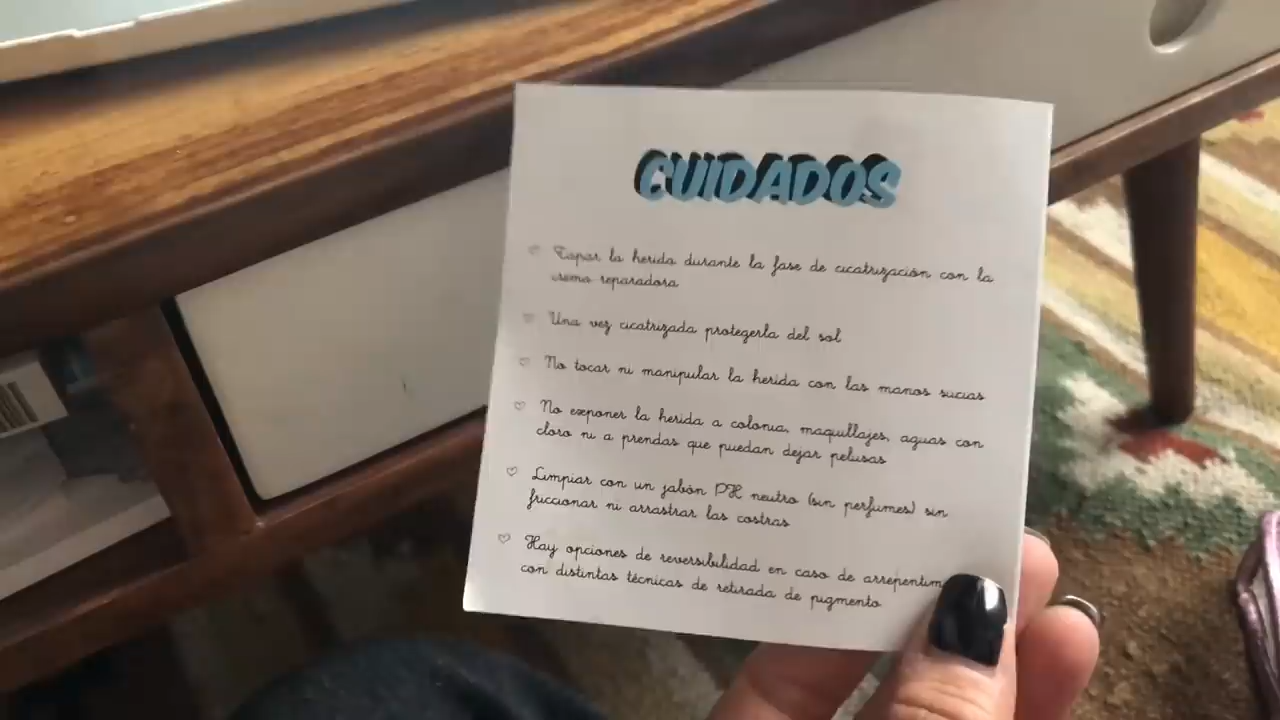 CUIDADOS
Tapar la herida durante la fase de cicatrización con la
crema reparadora
Una vez cicatrizada protegerla del sol
No tocar ni manipular la herida con las manos sucias
No exponer la herida a colonia, maquillajes, aguas con
cloro ni a prendas que puedan dejar pelusas
Limpiar con un jabón PH neutro (sin perfumes) sin
friccionar ni arrastrar las costras
Hay opciones de reversibilidad en caso de arrepentim
con distintas técnicas de retirada de pigmento